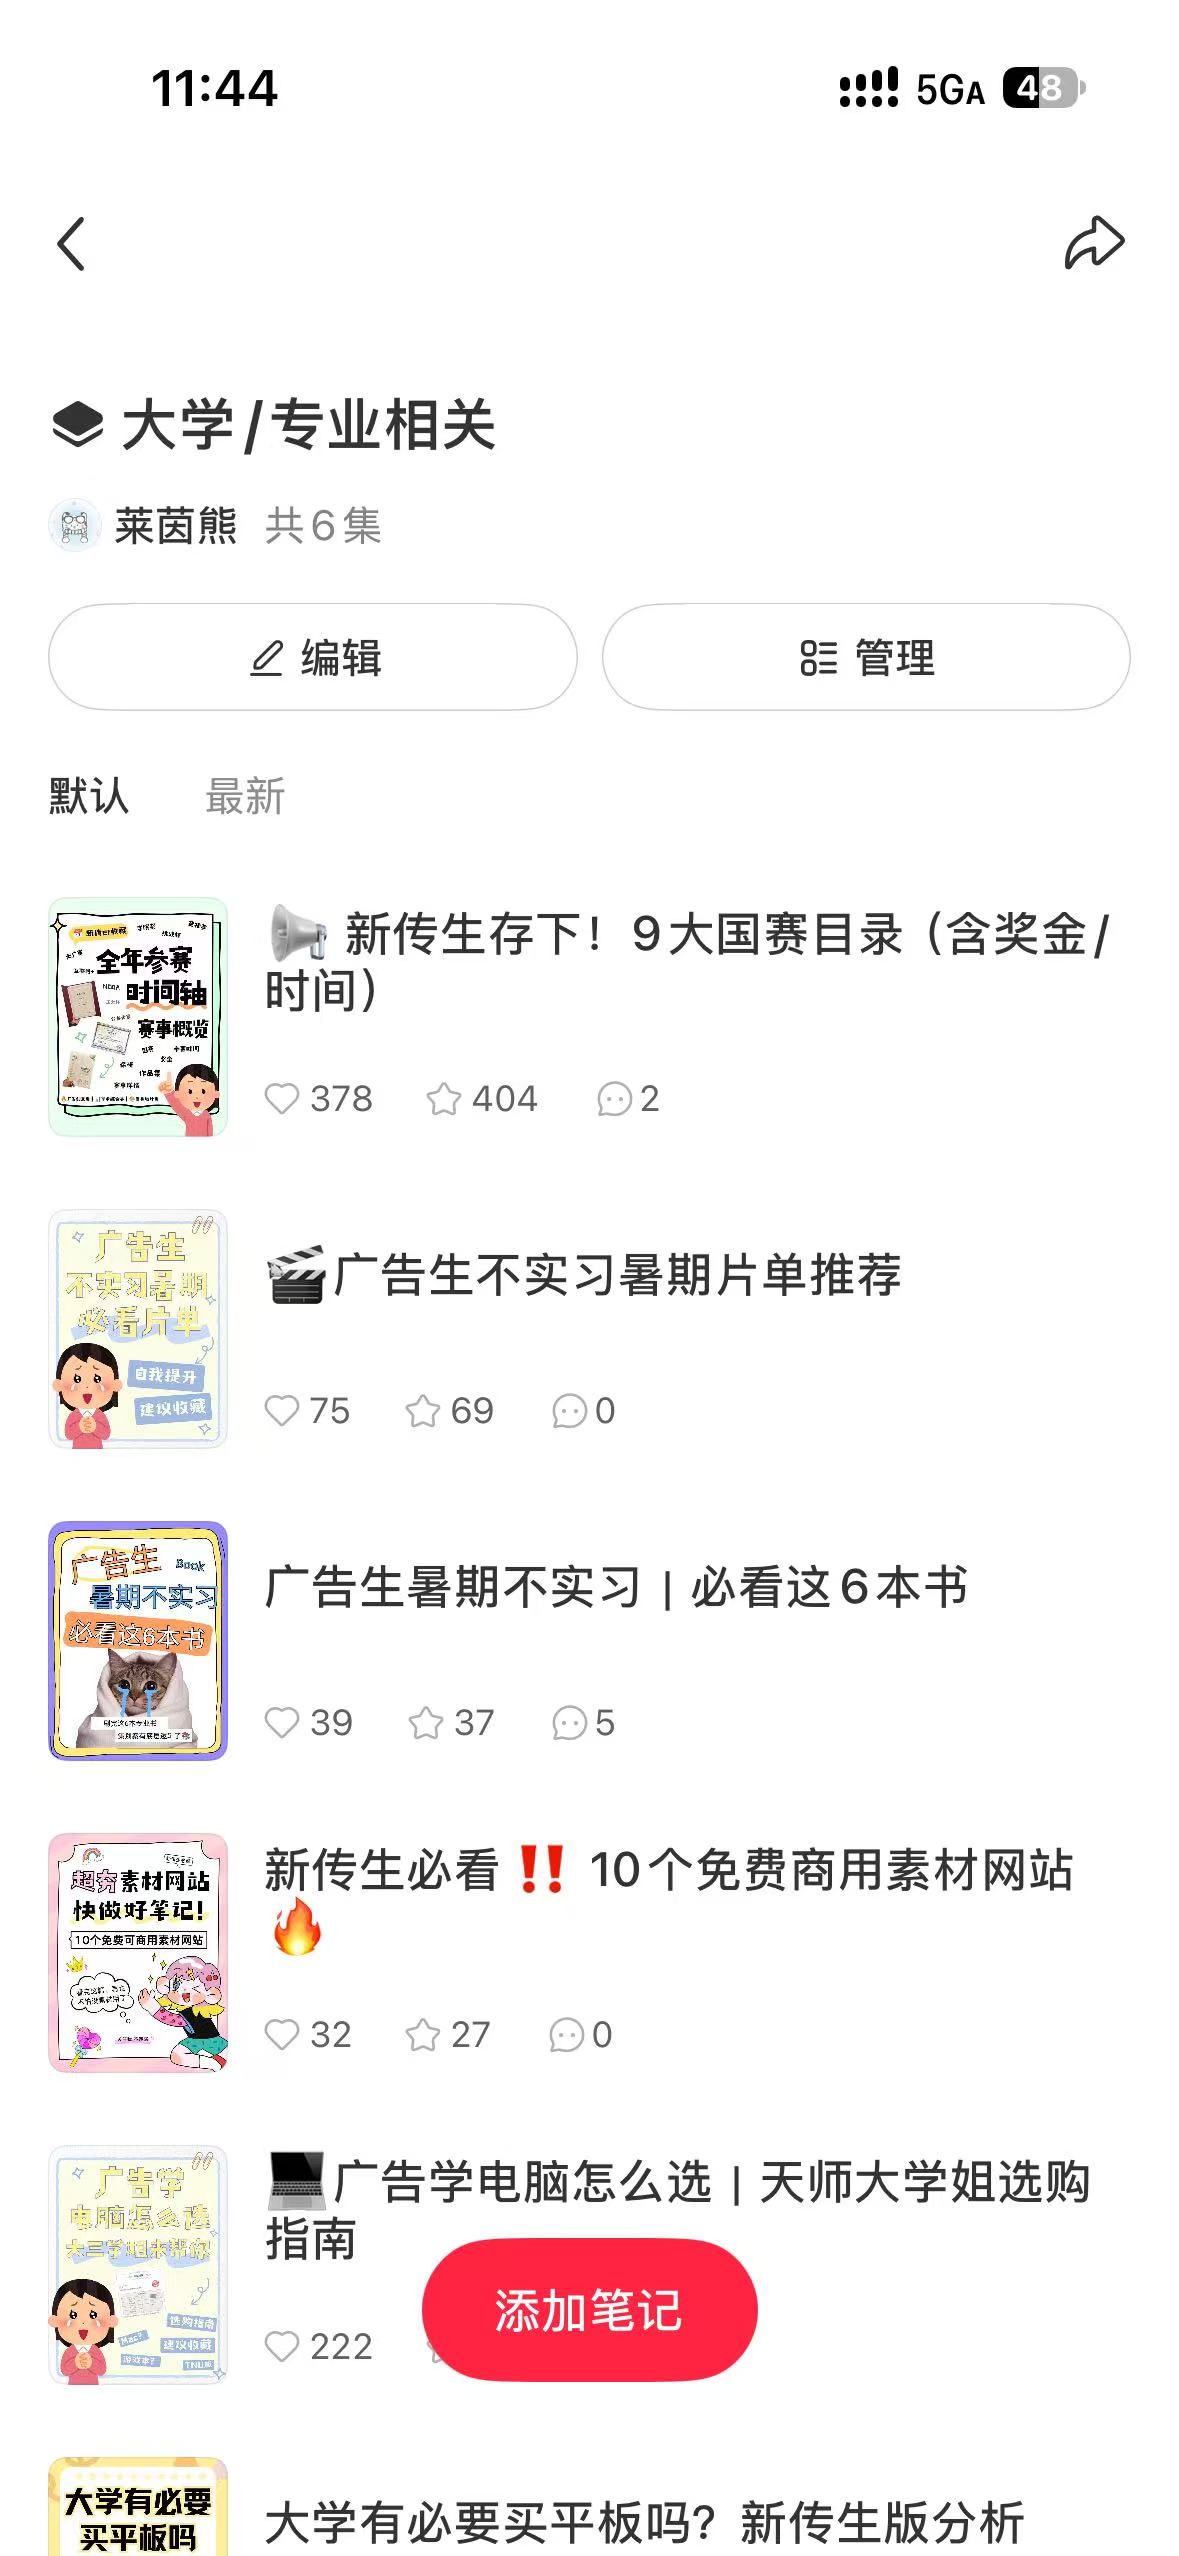 11:44
5GA 48
大学/专业相关
莱茵熊 共6集
编辑
管理
默认 最新
全年参赛
时间轴
赛事概览
新传生存下！9大国赛目录（含奖金/
时间）
378 404 2
广告生
不实习暑期
必看片单
自我提升
建议收藏
广告生不实习暑期片单推荐
75 69 0
广告生
Book
暑期不实习
必看这6本书
广告生暑期不实习 | 必看这6本书
39 37 5
超夯素材网站
快做好笔记！
10个免费可商用素材网站
新传生必看‼️ 10个免费商用素材网站
🔥
32 27 0
广告学
电脑怎么选
大三学姐来帮你
选购指南
Mac?
建议收藏
游戏本?
广告学电脑怎么选 | 天师大学姐选购
指南
222
添加笔记
大学有必要
买平板吗
大学有必要买平板吗？新传生版分析